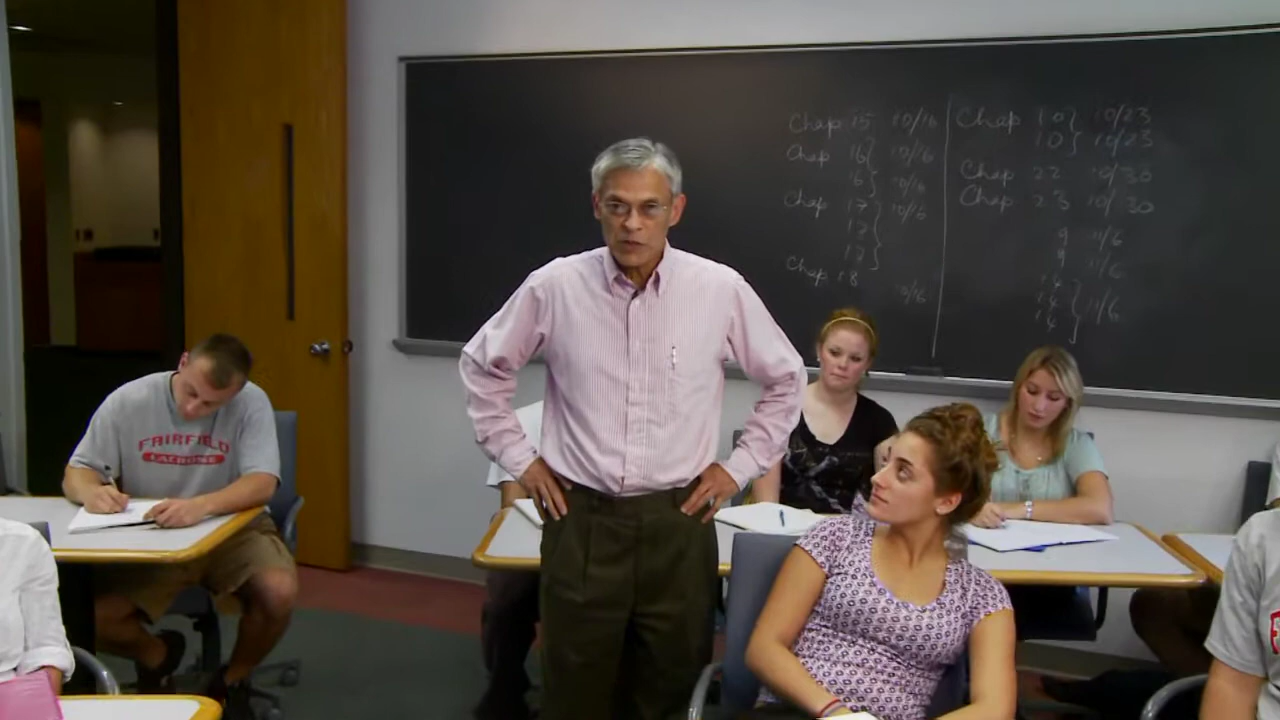 FAIRFIELD
LACROSSE
Chap 15 10/16
Chap 16} 10/16
16} 10/16
Chap 17} 10/16
17
17}
Chap 18
10/16
Chap 10} 10/23
10} 10/23
Chap 22 10/30
Chap 23 10/30
9 11/6
9 11/6
14
14} 11/6
14